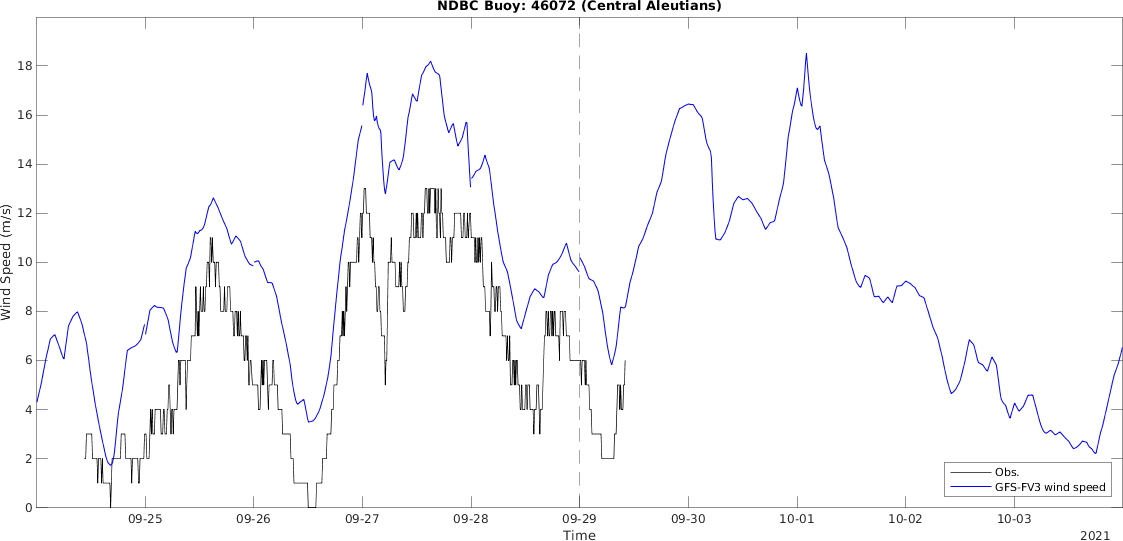 NDBC Buoy: 46072 (Central Aleutians)
Wind Speed (m/s)
18
16
14
12
10
8
6
4
2
0
09-25 09-26 09-27 09-28 09-29 09-30 10-01 10-02 10-03
Time
2021
Obs.
GFS-FV3 wind speed